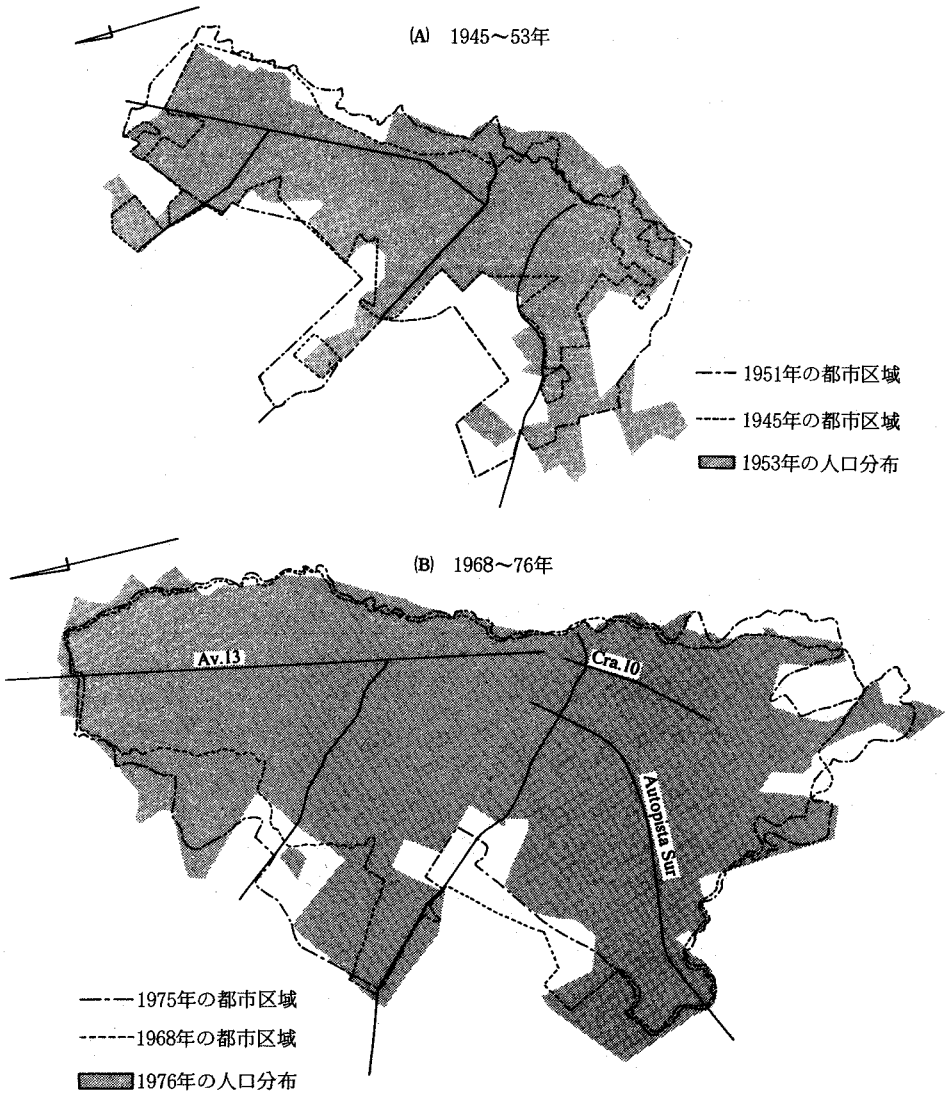 (A) 1945~53年
1951年の都市区域
1945年の都市区域
1953年の人口分布
(B) 1968~76年
Av.13
Cra.10
Autopista Sur
1975年の都市区域
1968年の都市区域
1976年の人口分布